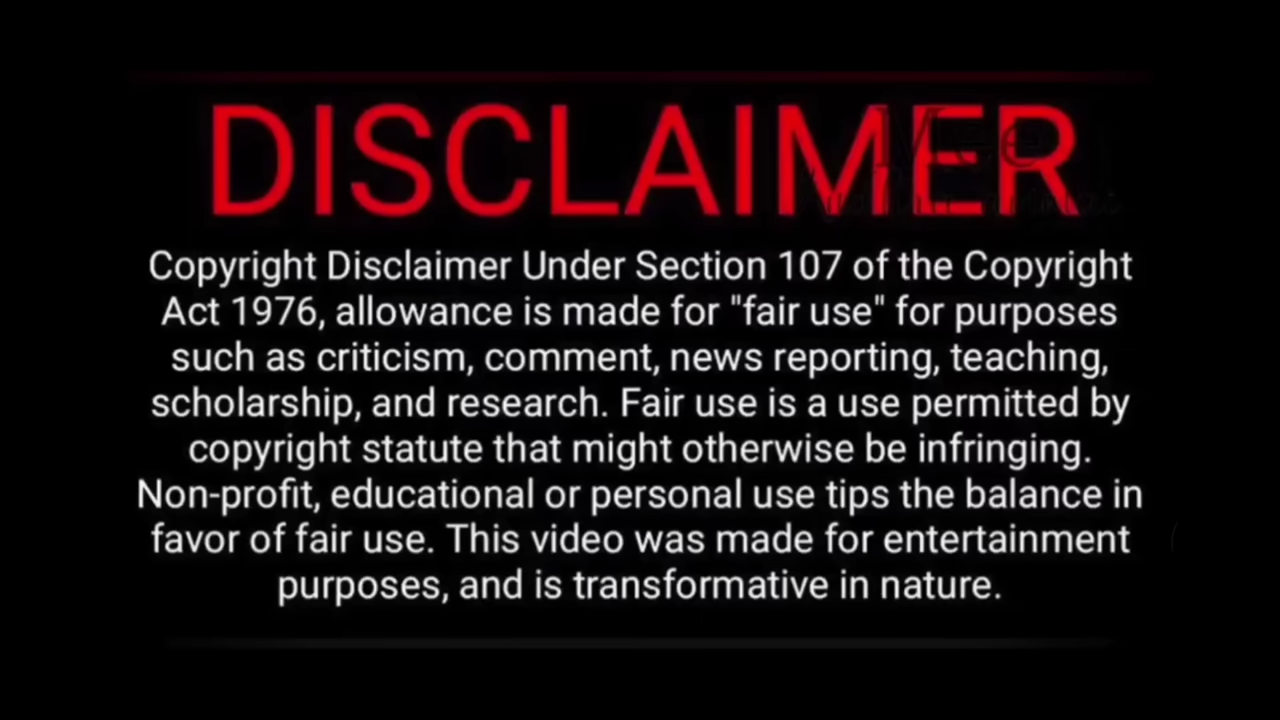 DISCLAIMER
Copyright Disclaimer Under Section 107 of the Copyright
Act 1976, allowance is made for "fair use" for purposes
such as criticism, comment, news reporting, teaching,
scholarship, and research. Fair use is a use permitted by
copyright statute that might otherwise be infringing.
Non-profit, educational or personal use tips the balance in
favor of fair use. This video was made for entertainment
purposes, and is transformative in nature.